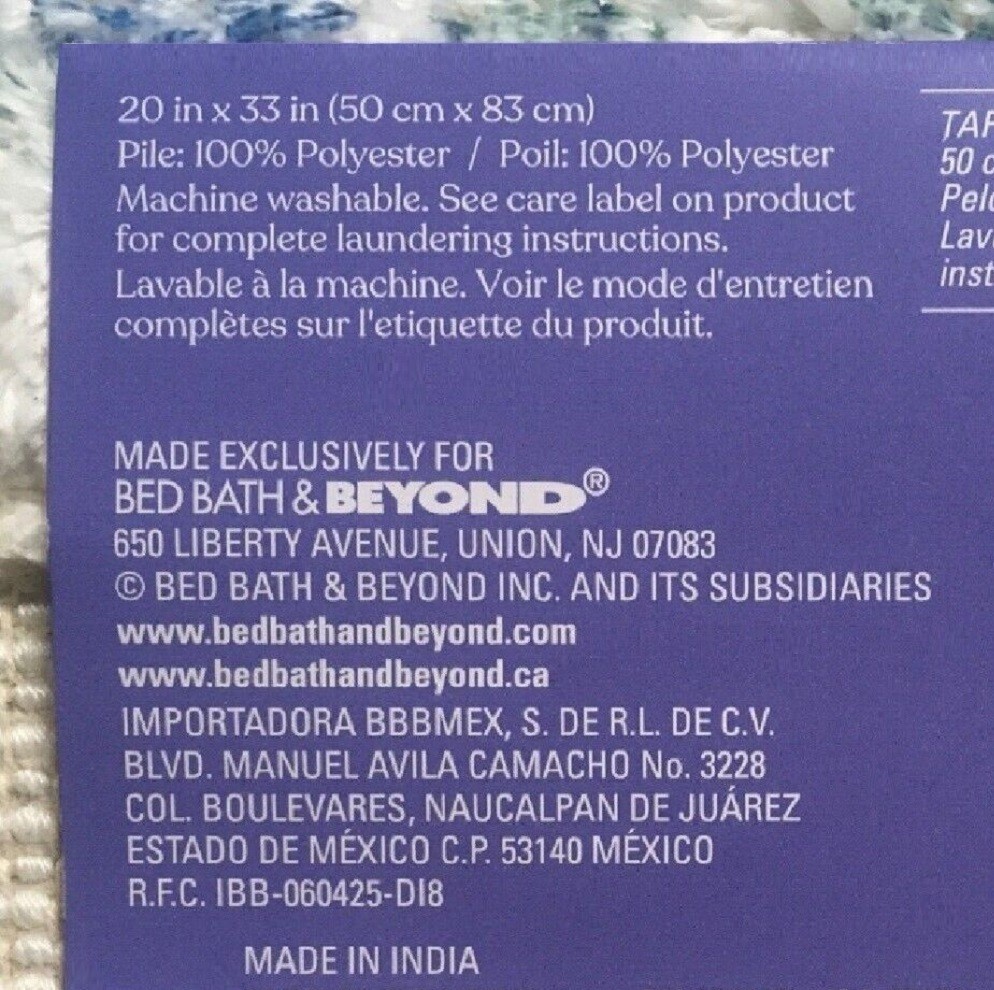 20 in x 33 in (50 cm x 83 cm)
Pile: 100% Polyester / Poil: 100% Polyester
Machine washable. See care label on product
for complete laundering instructions.
Lavable à la machine. Voir le mode d'entretien
complètes sur l'etiquette du produit.
MADE EXCLUSIVELY FOR
BED BATH & BEYOND®
650 LIBERTY AVENUE, UNION, NJ 07083
© BED BATH & BEYOND INC. AND ITS SUBSIDIARIES
www.bedbathandbeyond.com
www.bedbathandbeyond.ca
IMPORTADORA BBBMEX, S. DE R.L. DE C.V.
BLVD. MANUEL AVILA CAMACHO No. 3228
COL. BOULEVARES, NAUCALPAN DE JUÁREZ
ESTADO DE MÉXICO C.P. 53140 MÉXICO
R.F.C. IBB-060425-DI8
MADE IN INDIA
50